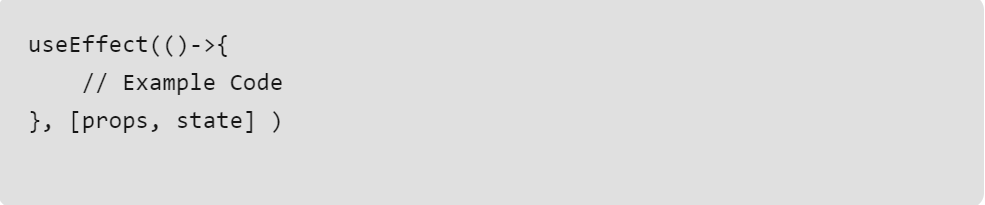 useEffect(()->{
    // Example Code
}, [props, state] )